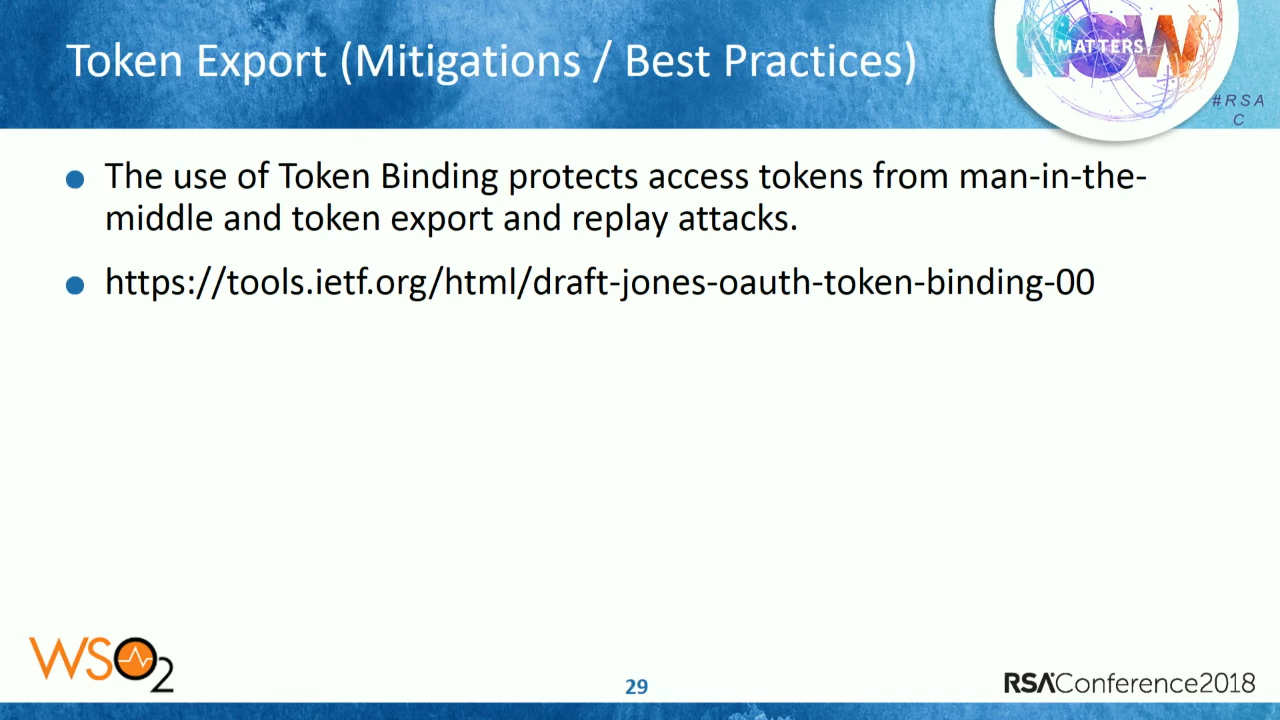 Token Export (Mitigations / Best Practices)
NOW
MATTERS
#RSA
C
The use of Token Binding protects access tokens from man-in-the-
middle and token export and replay attacks.
https://tools.ietf.org/html/draft-jones-oauth-token-binding-00
WSO2
29
RSAConference2018